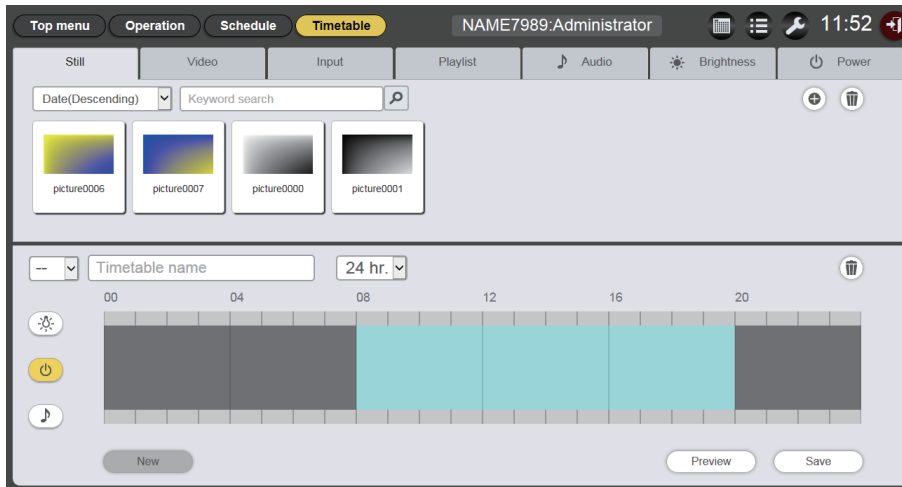 Top menu Operation Schedule Timetable NAME7989:Administrator 11:52
Still Video Input Playlist Audio Brightness Power
Date(Descending) Keyword search
picture0006 picture0007 picture0000 picture0001
-- Timetable name 24 hr.
00 04 08 12 16 20
New Preview Save